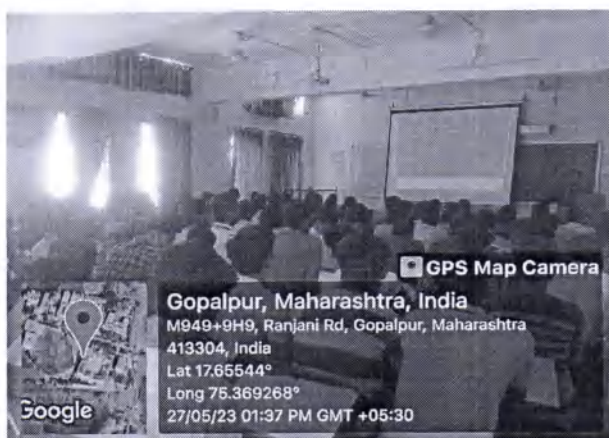 GPS Map Camera
Gopalpur, Maharashtra, India
M949+9H9, Ranjani Rd, Gopalpur, Maharashtra
413304, India
Lat 17.65544°
Long 75.369268°
27/05/23 01:37 PM GMT +05:30
Google